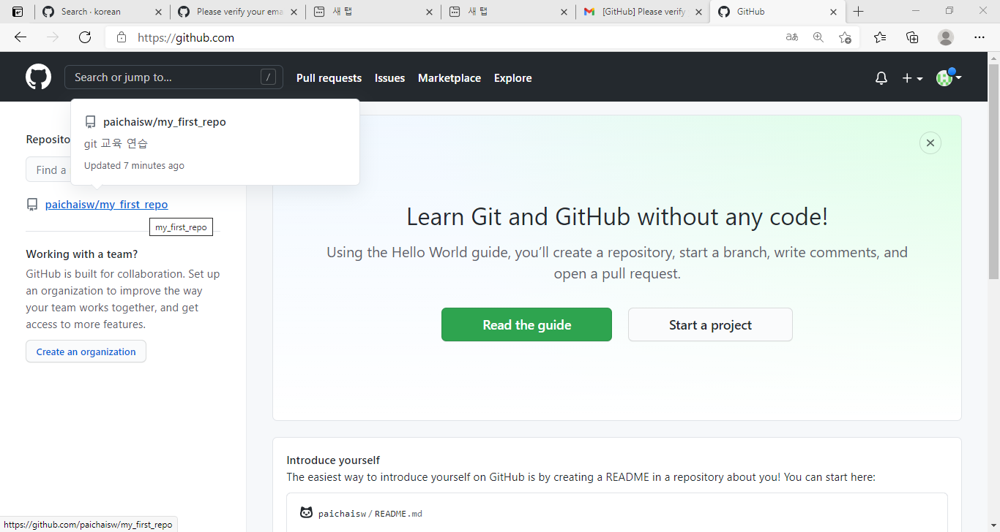 Search · korean
Please verify your ema
새 탭
새 탭
[GitHub] Please verify
GitHub
https://github.com
aあ
Search or jump to...
/
Pull requests
Issues
Marketplace
Explore
paichaisw/my_first_repo
git 교육 연습
Updated 7 minutes ago
Reposito
Find a
paichaisw/my_first_repo
my_first_repo
Working with a team?
GitHub is built for collaboration. Set up
an organization to improve the way
your team works together, and get
access to more features.
Create an organization
Learn Git and GitHub without any code!
Using the Hello World guide, you’ll create a repository, start a branch, write comments, and
open a pull request.
Read the guide
Start a project
Introduce yourself
The easiest way to introduce yourself on GitHub is by creating a README in a repository about you! You can start here:
paichaisw / README.md
https://github.com/paichaisw/my_first_repo